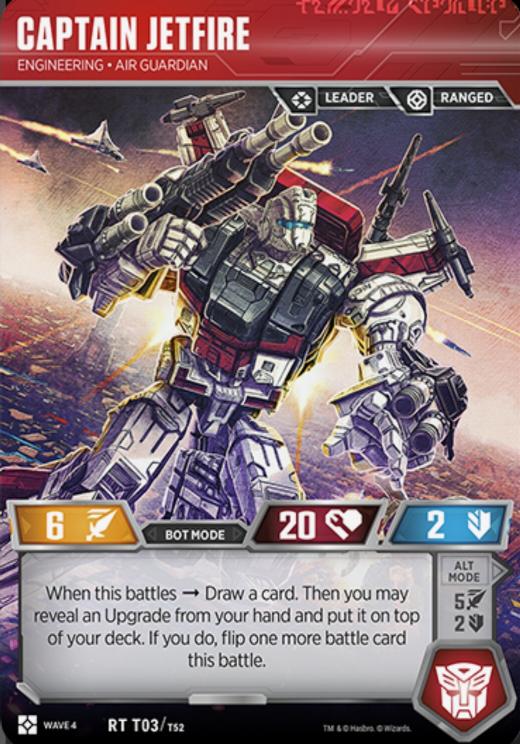 CAPTAIN JETFIRE
ENGINEERING • AIR GUARDIAN
LEADER
RANGED
6
BOT MODE
20
2
When this battles → Draw a card. Then you may
reveal an Upgrade from your hand and put it on top
of your deck. If you do, flip one more battle card
this battle.
ALT
MODE
5
2
WAVE 4
RT T03/T52
TM & © Hasbro. © Wizards.